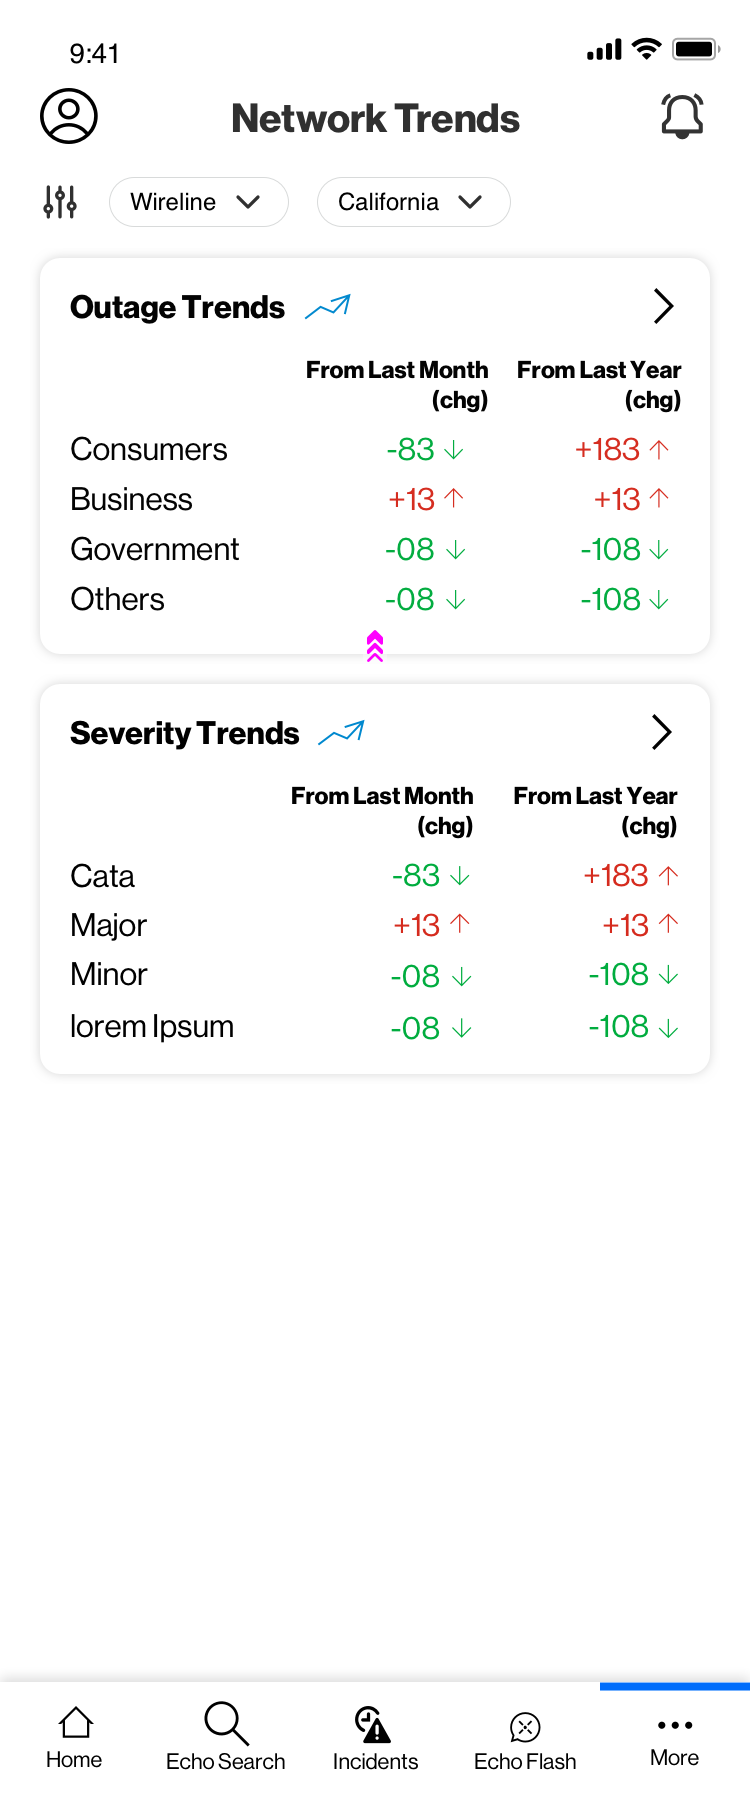 9:41
Network Trends
Wireline
California
Outage Trends
From Last Month From Last Year
(chg) (chg)
Consumers -83 ↓ +183 ↑
Business +13 ↑ +13 ↑
Government -08 ↓ -108 ↓
Others -08 ↓ -108 ↓
Severity Trends
From Last Month From Last Year
(chg) (chg)
Cata -83 ↓ +183 ↑
Major +13 ↑ +13 ↑
Minor -08 ↓ -108 ↓
lorem Ipsum -08 ↓ -108 ↓
Home Echo Search Incidents Echo Flash More